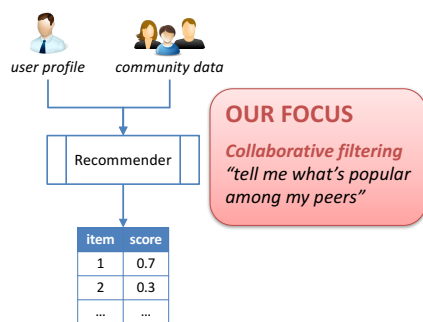 user profile
community data
OUR FOCUS
Collaborative filtering
“tell me what’s popular
among my peers”
Recommender
item score
1 0.7
2 0.3
... ...